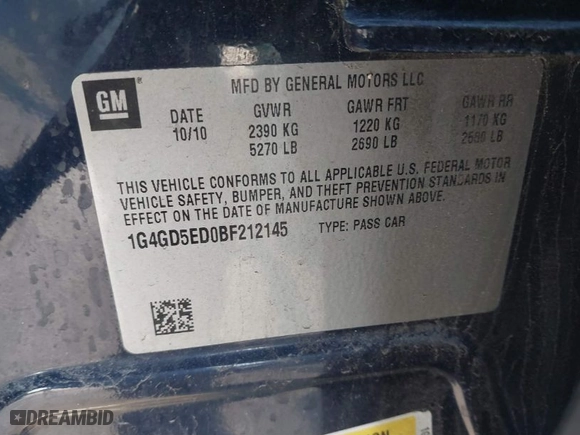 GM
MFD BY GENERAL MOTORS LLC
DATE GVWR GAWR FRT GAWR RR
10/10 2390 KG 1220 KG 1170 KG
5270 LB 2690 LB 2580 LB
THIS VEHICLE CONFORMS TO ALL APPLICABLE U.S. FEDERAL MOTOR
VEHICLE SAFETY, BUMPER, AND THEFT PREVENTION STANDARDS IN
EFFECT ON THE DATE OF MANUFACTURE SHOWN ABOVE.
1G4GD5ED0BF212145 TYPE: PASS CAR
DREAMBID